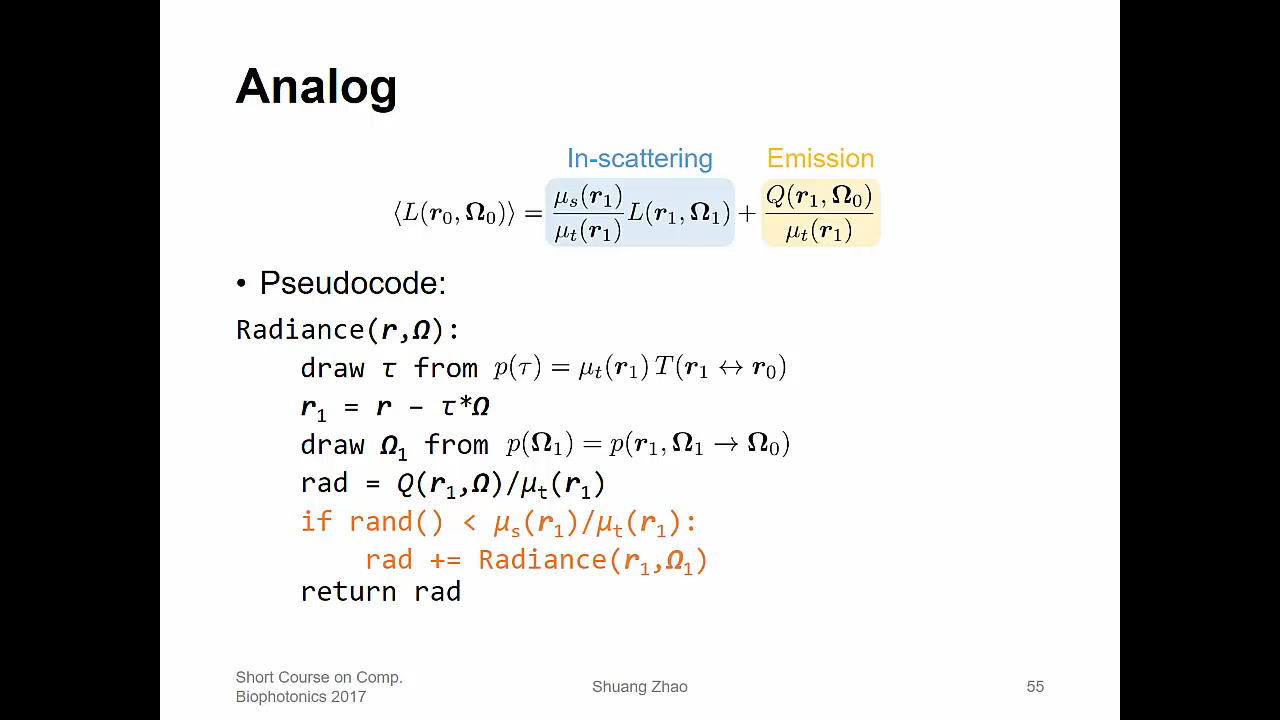 Analog
In-scattering Emission
⟨L(r₀, Ω₀)⟩ = μₛ(r₁)/μₜ(r₁) L(r₁, Ω₁) + Q(r₁, Ω₀)/μₜ(r₁)
• Pseudocode:
Radiance(r,Ω):
draw τ from p(τ) = μₜ(r₁) T(r₁ ↔ r₀)
r₁ = r – τ*Ω
draw Ω₁ from p(Ω₁) = p(r₁, Ω₁ → Ω₀)
rad = Q(r₁,Ω)/μₜ(r₁)
if rand() < μₛ(r₁)/μₜ(r₁):
rad += Radiance(r₁,Ω₁)
return rad
Short Course on Comp.
Biophotonics 2017
Shuang Zhao
55